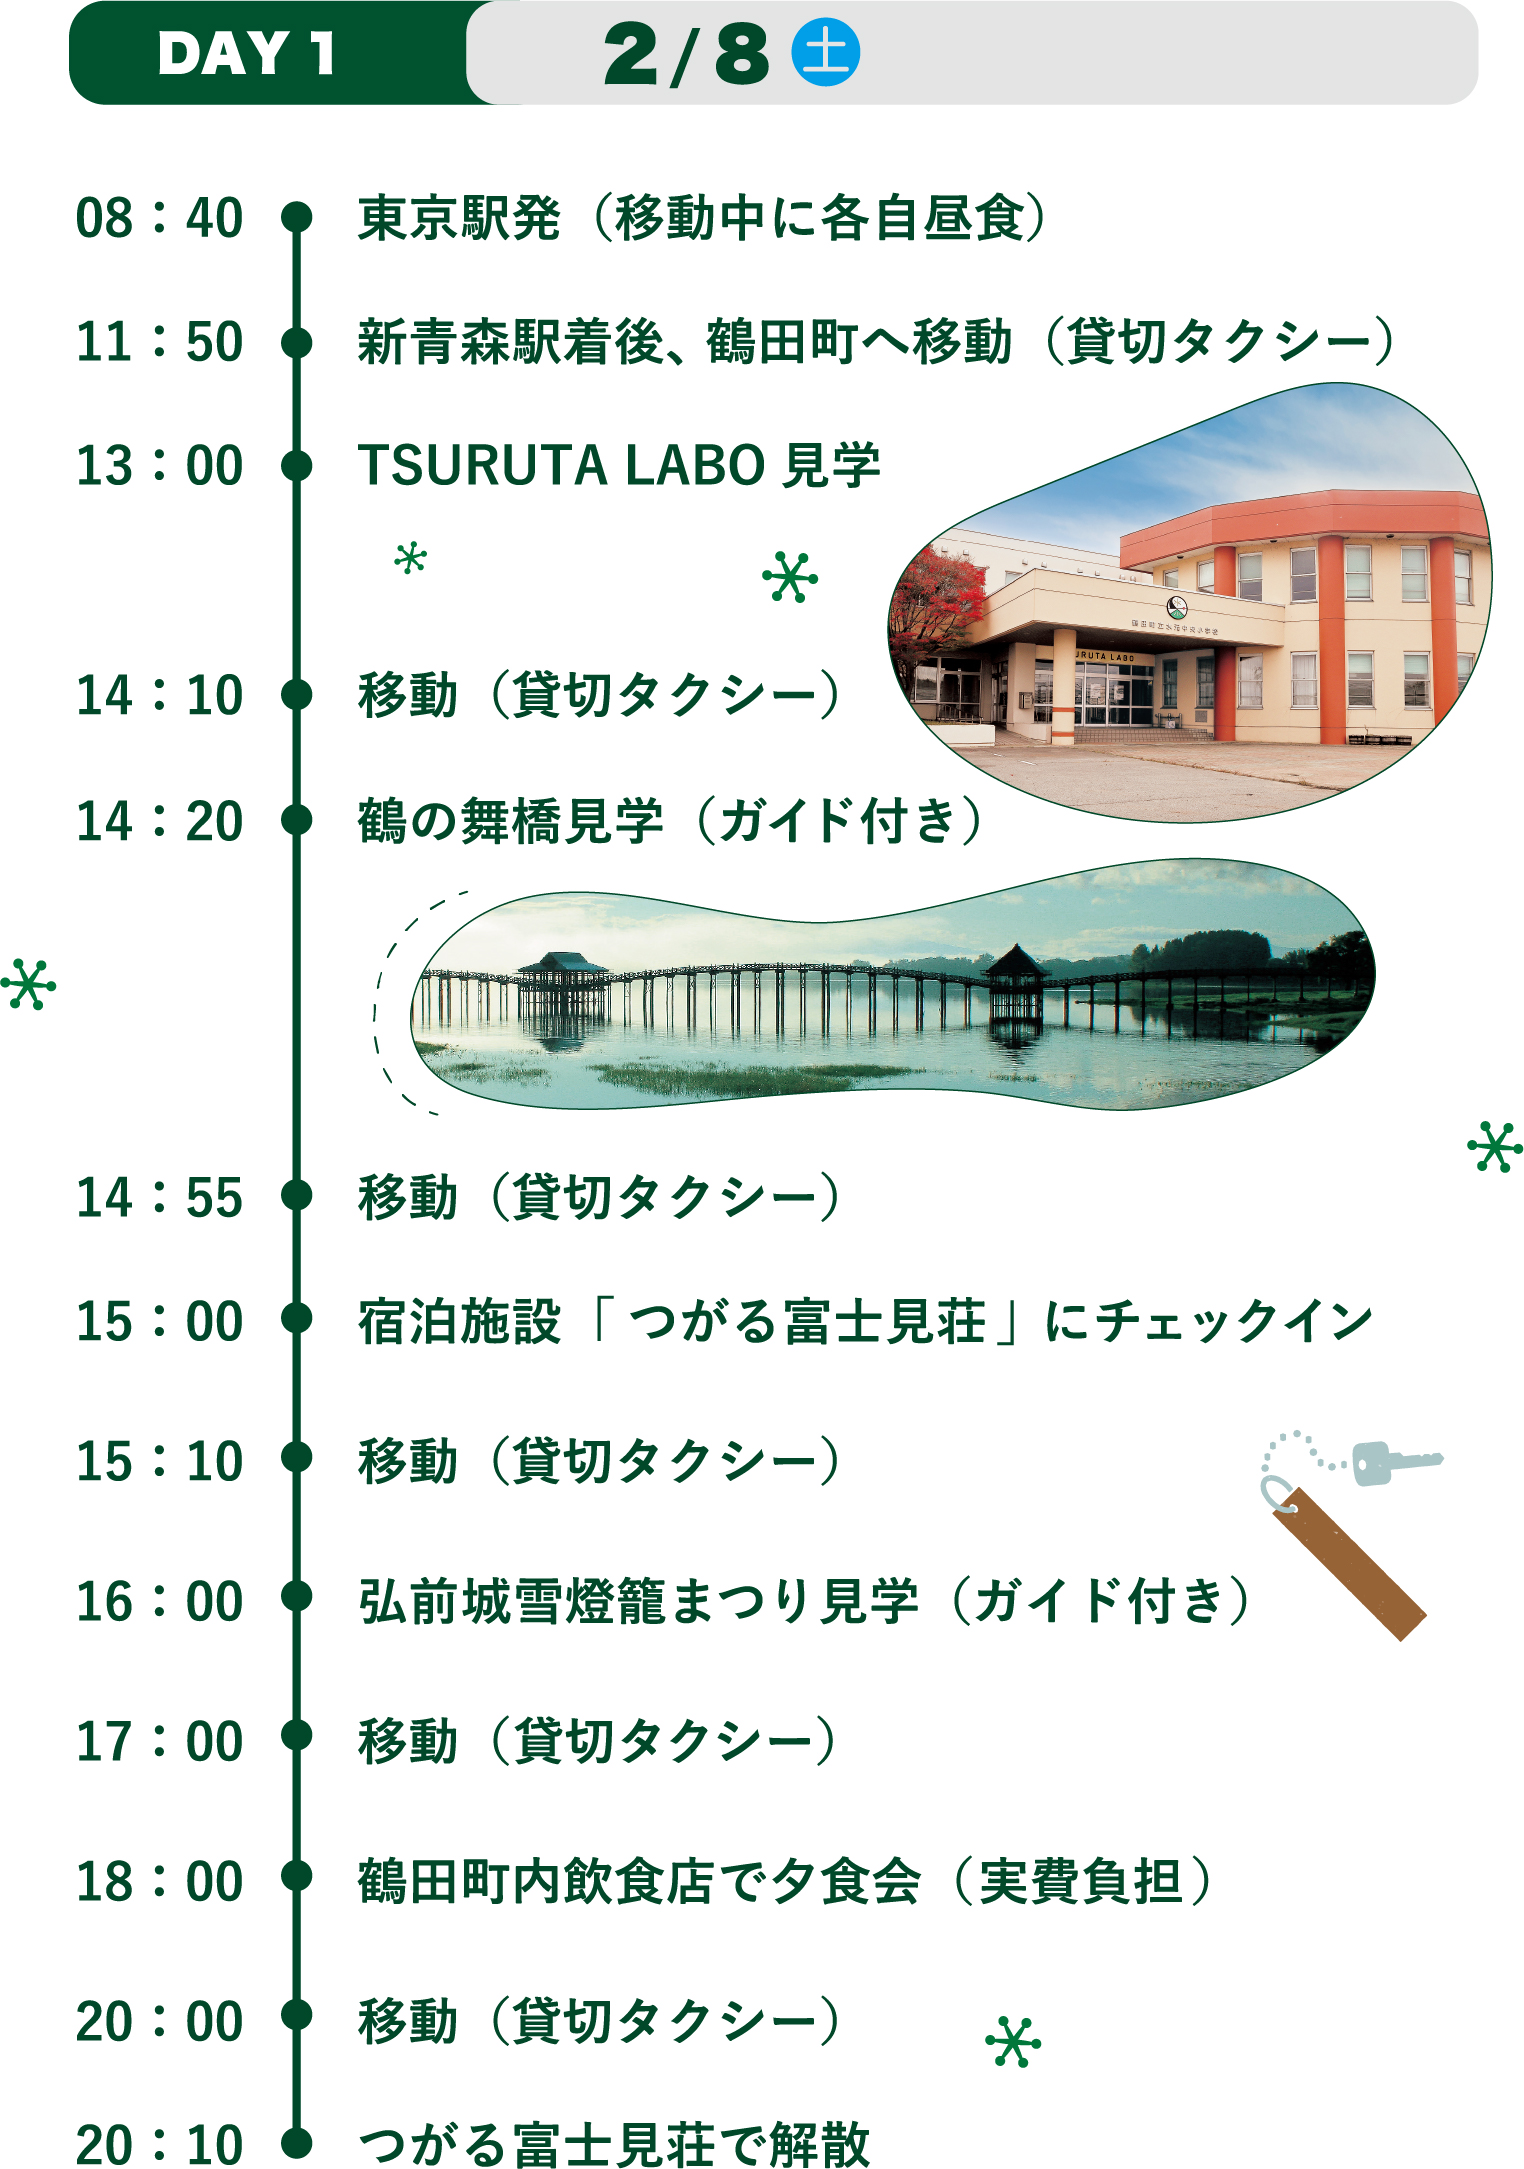 DAY 1
2/8 土
08：40 東京駅発（移動中に各自昼食）
11：50 新青森駅着後、鶴田町へ移動（貸切タクシー）
13：00 TSURUTA LABO 見学
URUTA LABO
14：10 移動（貸切タクシー）
14：20 鶴の舞橋見学（ガイド付き）
14：55 移動（貸切タクシー）
15：00 宿泊施設「つがる富士見荘」にチェックイン
15：10 移動（貸切タクシー）
16：00 弘前城雪燈籠まつり見学（ガイド付き）
17：00 移動（貸切タクシー）
18：00 鶴田町内飲食店で夕食会（実費負担）
20：00 移動（貸切タクシー）
20：10 つがる富士見荘で解散